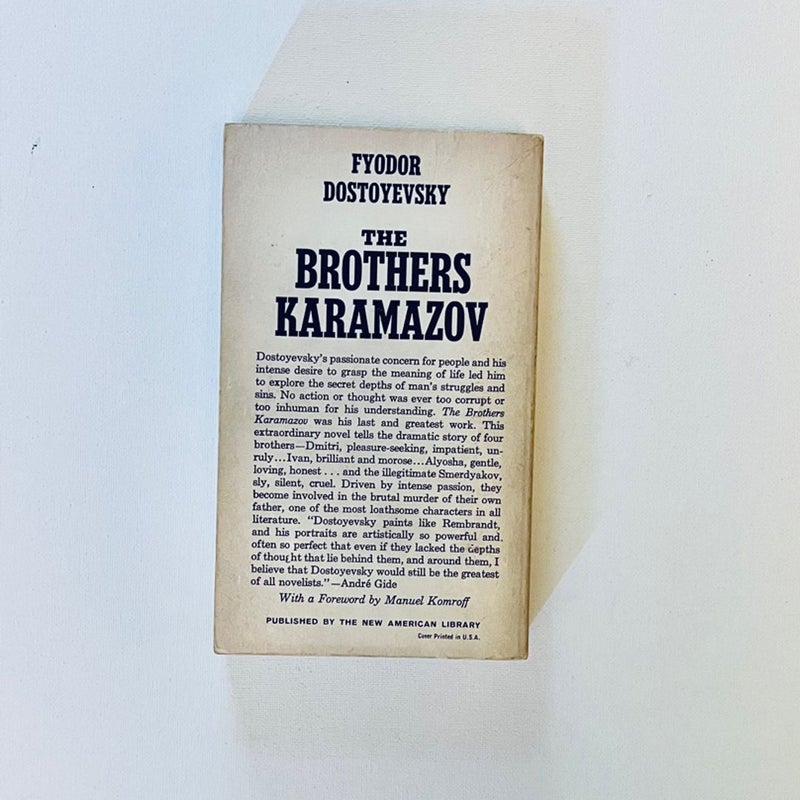 FYODOR
DOSTOYEVSKY
THE
BROTHERS
KARAMAZOV
Dostoyevsky's passionate concern for people and his
intense desire to grasp the meaning of life led him
to explore the secret depths of man's struggles and
sins. No action or thought was ever too corrupt or
too inhuman for his understanding. The Brothers
Karamazov was his last and greatest work. This
extraordinary novel tells the dramatic story of four
brothers—Dmitri, pleasure-seeking, impatient, un-
ruly...Ivan, brilliant and morose...Alyosha, gentle,
loving, honest . . . and the illegitimate Smerdyakov,
sly, silent, cruel. Driven by intense passion, they
become involved in the brutal murder of their own
father, one of the most loathsome characters in all
literature. "Dostoyevsky paints like Rembrandt,
and his portraits are artistically so powerful and
often so perfect that even if they lacked the depths
of thought that lie behind them, and around them, I
believe that Dostoyevsky would still be the greatest
of all novelists."—André Gide
With a Foreword by Manuel Komroff
PUBLISHED BY THE NEW AMERICAN LIBRARY
Cover Printed in U.S.A.